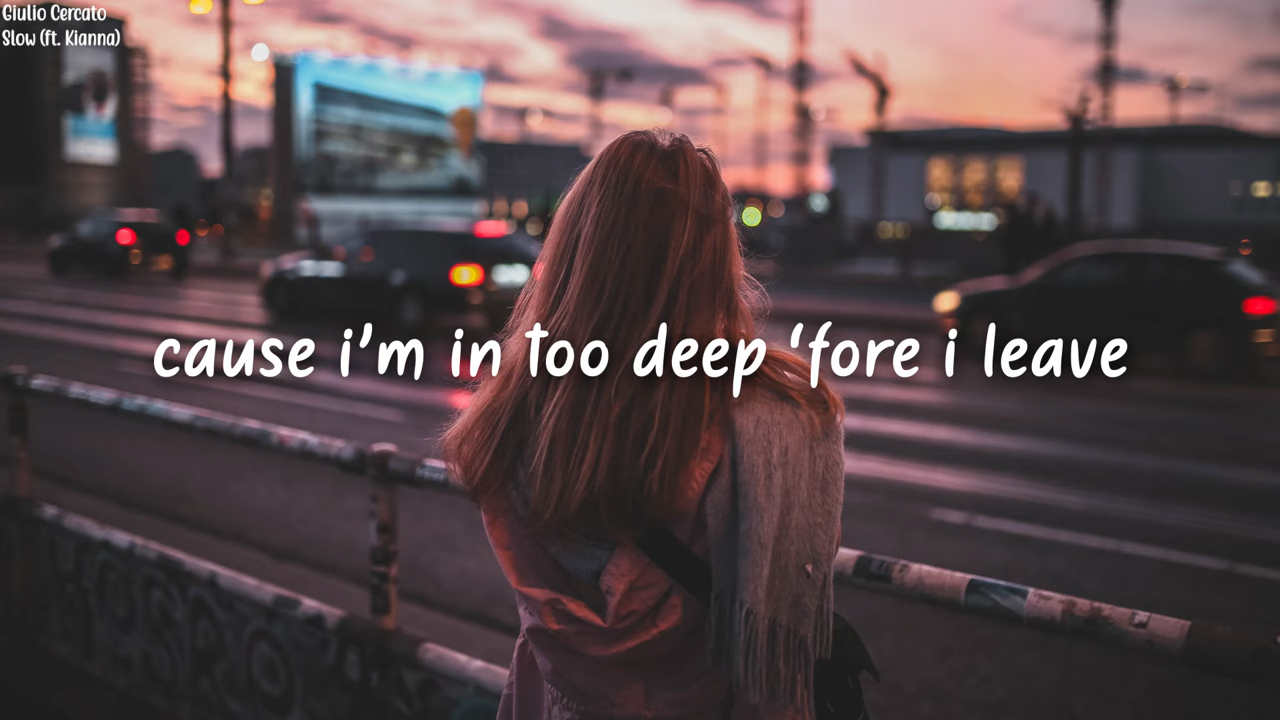 Giulio Cercato
Slow (ft. Kianna)
cause i'm in too deep 'fore i leave